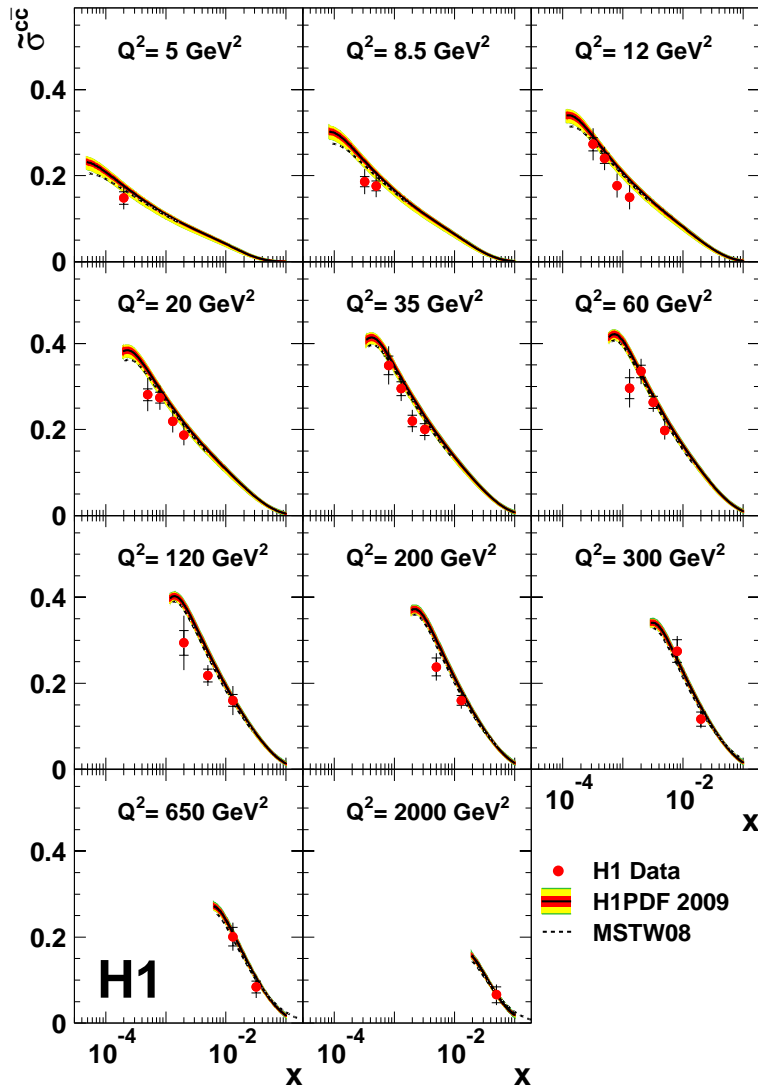 σ̃^cc̄
Q²= 5 GeV²
Q²= 8.5 GeV²
Q²= 12 GeV²
0.4
0.2
0
Q²= 20 GeV²
Q²= 35 GeV²
Q²= 60 GeV²
0.4
0.2
0
Q²= 120 GeV²
Q²= 200 GeV²
Q²= 300 GeV²
0.4
0.2
0
10⁻⁴ 10⁻²
x
Q²= 650 GeV²
Q²= 2000 GeV²
0.4
0.2
0
H1 Data
H1PDF 2009
MSTW08
H1
10⁻⁴ 10⁻²
x
10⁻⁴ 10⁻²
x